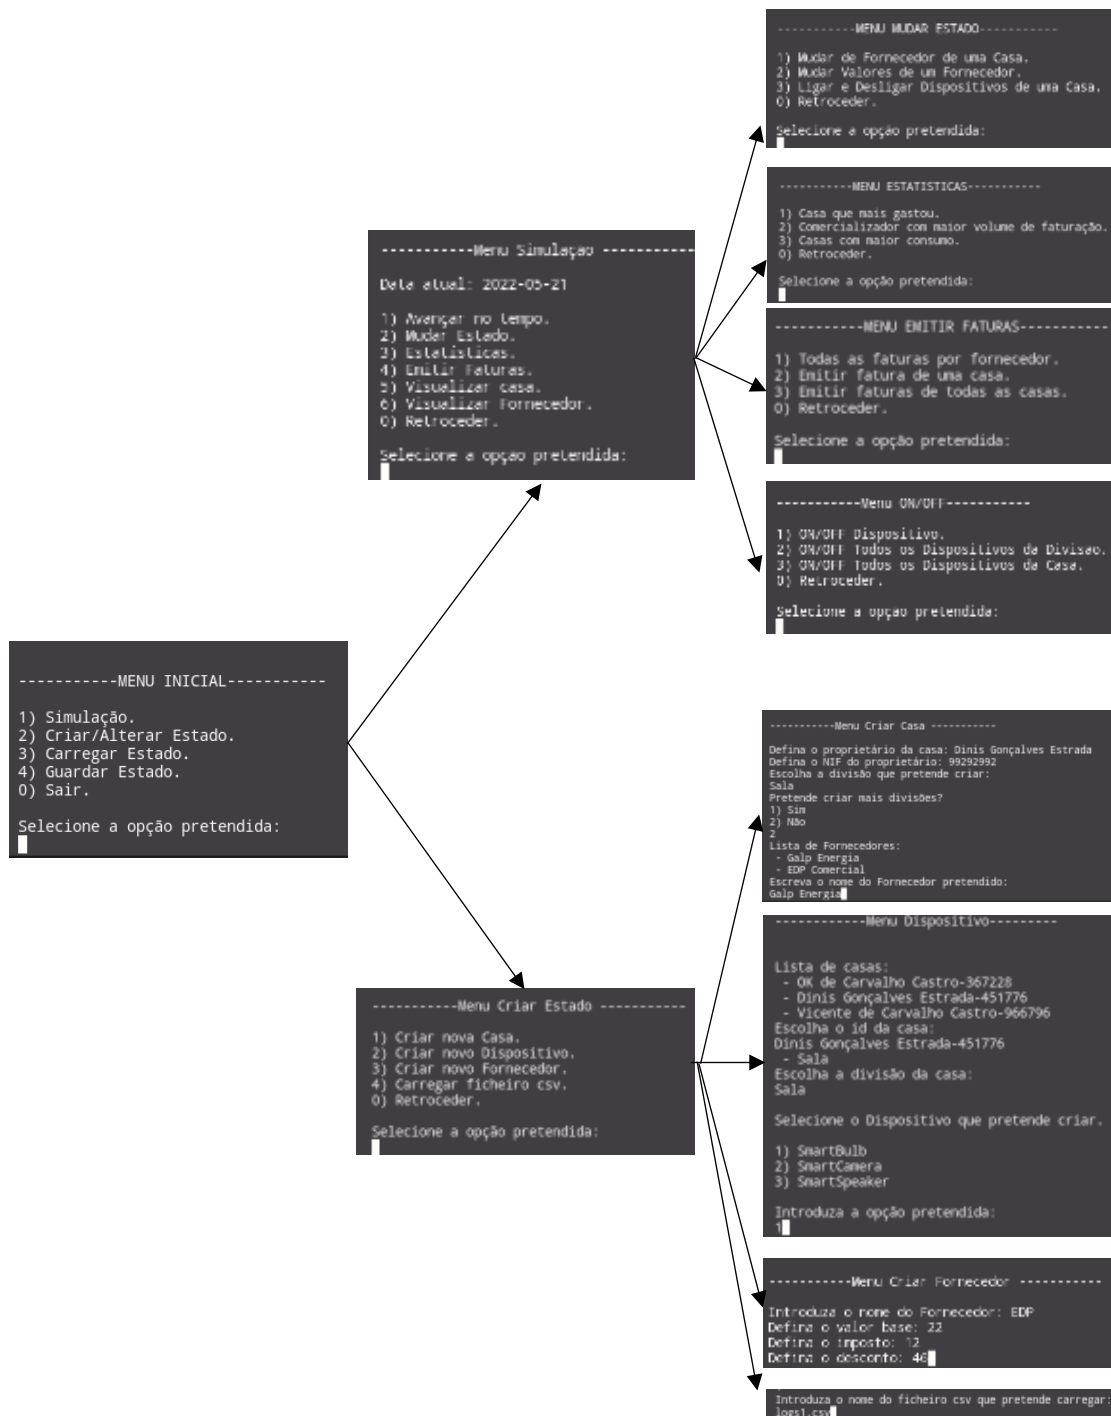 -----------MENU MUDAR ESTADO-----------
1) Mudar de Fornecedor de uma Casa.
2) Mudar Valores de um Fornecedor.
3) Ligar e Desligar Dispositivos de uma Casa.
0) Retroceder.
Selecione a opção pretendida:
-----------MENU ESTATISTICAS-----------
1) Casa que mais gastou.
2) Comercializador com maior volume de faturação.
3) Casas com maior consumo.
0) Retroceder.
Selecione a opção pretendida:
-----------Menu Simulação -----------
Data atual: 2022-05-21
1) Avançar no tempo.
2) Mudar Estado.
3) Estatísticas.
4) Emitir Faturas.
5) Visualizar casa.
6) Visualizar Fornecedor.
0) Retroceder.
Selecione a opção pretendida:
-----------MENU EMITIR FATURAS-----------
1) Todas as faturas por fornecedor.
2) Emitir fatura de uma casa.
3) Emitir faturas de todas as casas.
0) Retroceder.
Selecione a opção pretendida:
-----------Menu ON/OFF-----------
1) ON/OFF Dispositivo.
2) ON/OFF Todos os Dispositivos da Divisão.
3) ON/OFF Todos os Dispositivos da Casa.
0) Retroceder.
Selecione a opção pretendida:
-----------MENU INICIAL-----------
1) Simulação.
2) Criar/Alterar Estado.
3) Carregar Estado.
4) Guardar Estado.
0) Sair.
Selecione a opção pretendida:
-----------Menu Criar Casa -----------
Defina o proprietário da casa: Dinis Gonçalves Estrada
Defina o NIF do proprietário: 99292992
Escolha a divisão que pretende criar:
Sala
Pretende criar mais divisões?
1) Sim
2) Não
2
Lista de Fornecedores:
- Galp Energia
- EDP Comercial
Escreva o nome do Fornecedor pretendido:
Galp Energia
-----------Menu Dispositivo---------
Lista de casas:
- OK de Carvalho Castro-367228
- Dinis Gonçalves Estrada-451776
- Vicente de Carvalho Castro-966796
Escolha o id da casa:
Dinis Gonçalves Estrada-451776
- Sala
Escolha a divisão da casa:
Sala
Selecione o Dispositivo que pretende criar.
1) SmartBulb
2) SmartCamera
3) SmartSpeaker
Introduza a opção pretendida:
1
-----------Menu Criar Estado -----------
1) Criar nova Casa.
2) Criar novo Dispositivo.
3) Criar novo Fornecedor.
4) Carregar ficheiro csv.
0) Retroceder.
Selecione a opção pretendida:
-----------Menu Criar Fornecedor -----------
Introduza o nome do Fornecedor: EDP
Defina o valor base: 22
Defina o imposto: 12
Defina o desconto: 46
Introduza o nome do ficheiro csv que pretende carregar:
logs1.csv